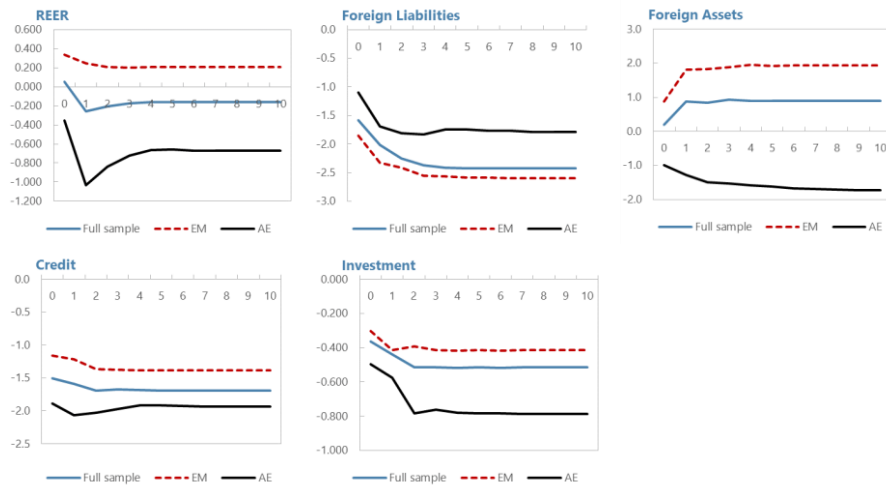 REER
0.600
0.400
0.200
0.000
-0.200
-0.400
-0.600
-0.800
-1.000
-1.200
0 1 2 3 4 5 6 7 8 9 10
Full sample EM AE
Foreign Liabilities
0.0
-0.5
-1.0
-1.5
-2.0
-2.5
-3.0
0 1 2 3 4 5 6 7 8 9 10
Full sample EM AE
Foreign Assets
3.0
2.0
1.0
0.0
-1.0
-2.0
0 1 2 3 4 5 6 7 8 9 10
Full sample EM AE
Credit
0.0
-0.5
-1.0
-1.5
-2.0
-2.5
0 1 2 3 4 5 6 7 8 9 10
Full sample EM AE
Investment
0.000
-0.200
-0.400
-0.600
-0.800
-1.000
0 1 2 3 4 5 6 7 8 9 10
Full sample EM AE